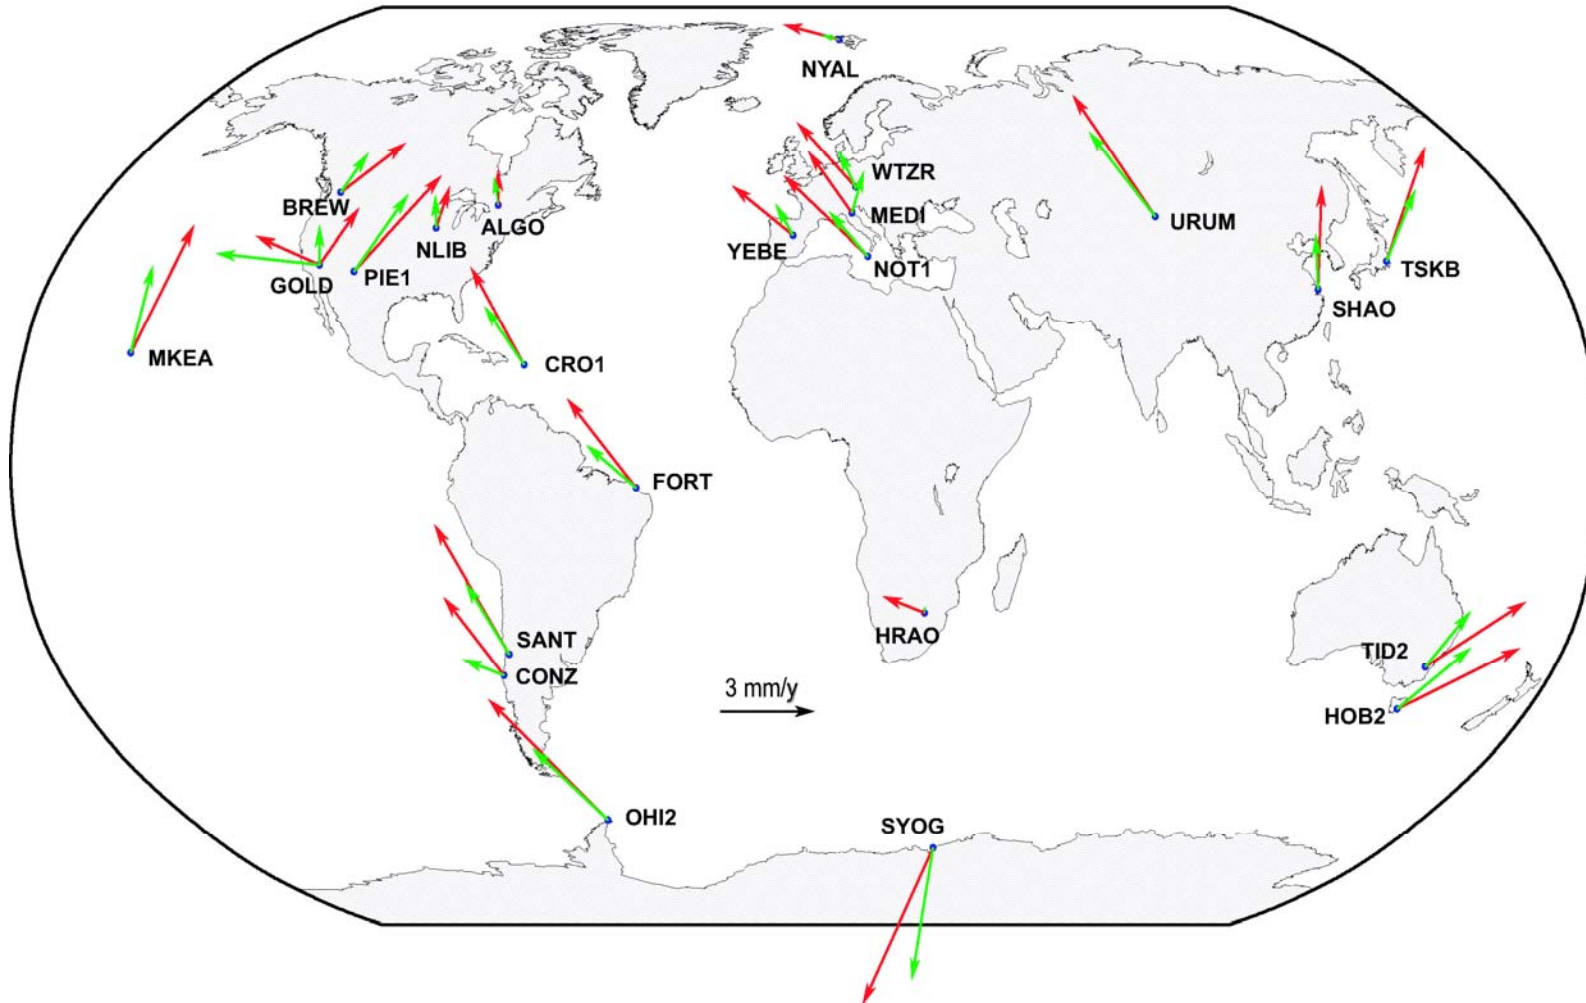 NYAL
WTZR
BREW
MEDI
ALGO
URUM
NLIB
YEBE
NOT1
TSKB
GOLD
PIE1
SHAO
MKEA
CRO1
FORT
SANT
HRAO
TID2
CONZ
3 mm/y
HOB2
OHI2
SYOG